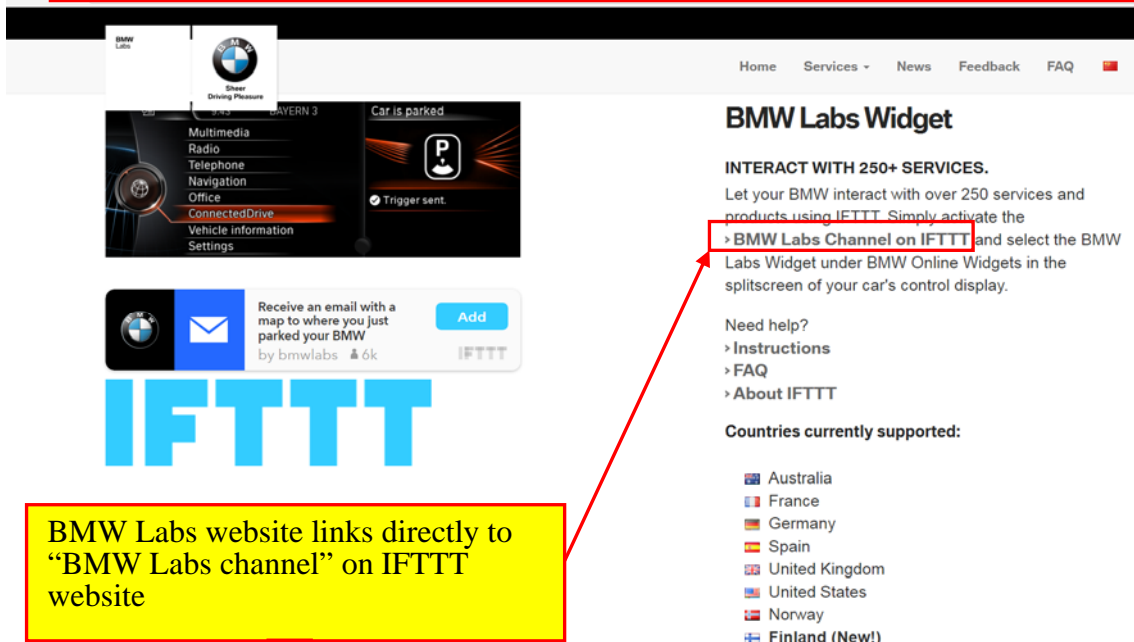 BMW
Labs
BMW
Sheer
Driving Pleasure
Home Services News Feedback FAQ
9:43 BAYERN 3 Car is parked
Multimedia
Radio
Telephone
Navigation
Office
ConnectedDrive
Vehicle information
Settings
P
Trigger sent.
Receive an email with a
map to where you just
parked your BMW
Add
by bmwlabs 6k
IFTTT
IFTTT
BMW Labs Widget
INTERACT WITH 250+ SERVICES.
Let your BMW interact with over 250 services and
products using IFTTT. Simply activate the
› BMW Labs Channel on IFTTT and select the BMW
Labs Widget under BMW Online Widgets in the
splitscreen of your car's control display.
Need help?
› Instructions
› FAQ
› About IFTTT
Countries currently supported:
Australia
France
Germany
Spain
United Kingdom
United States
Norway
Finland (New!)
BMW Labs website links directly to
“BMW Labs channel” on IFTTT
website